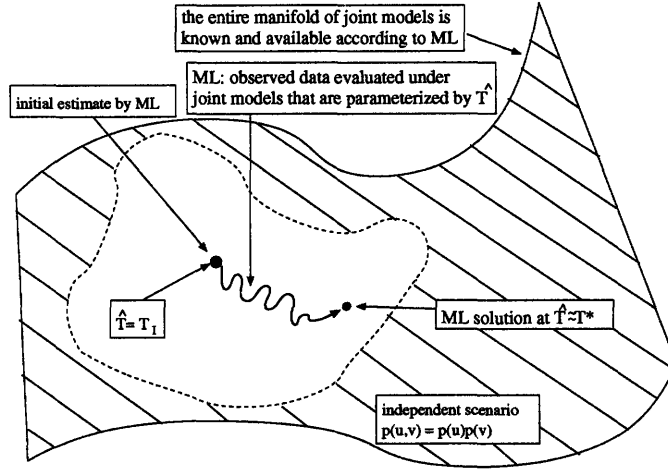 the entire manifold of joint models is
known and available according to ML
ML: observed data evaluated under
joint models that are parameterized by T̂
initial estimate by ML
T̂= T_I
ML solution at T̂≈T*
independent scenario
p(u,v) = p(u)p(v)